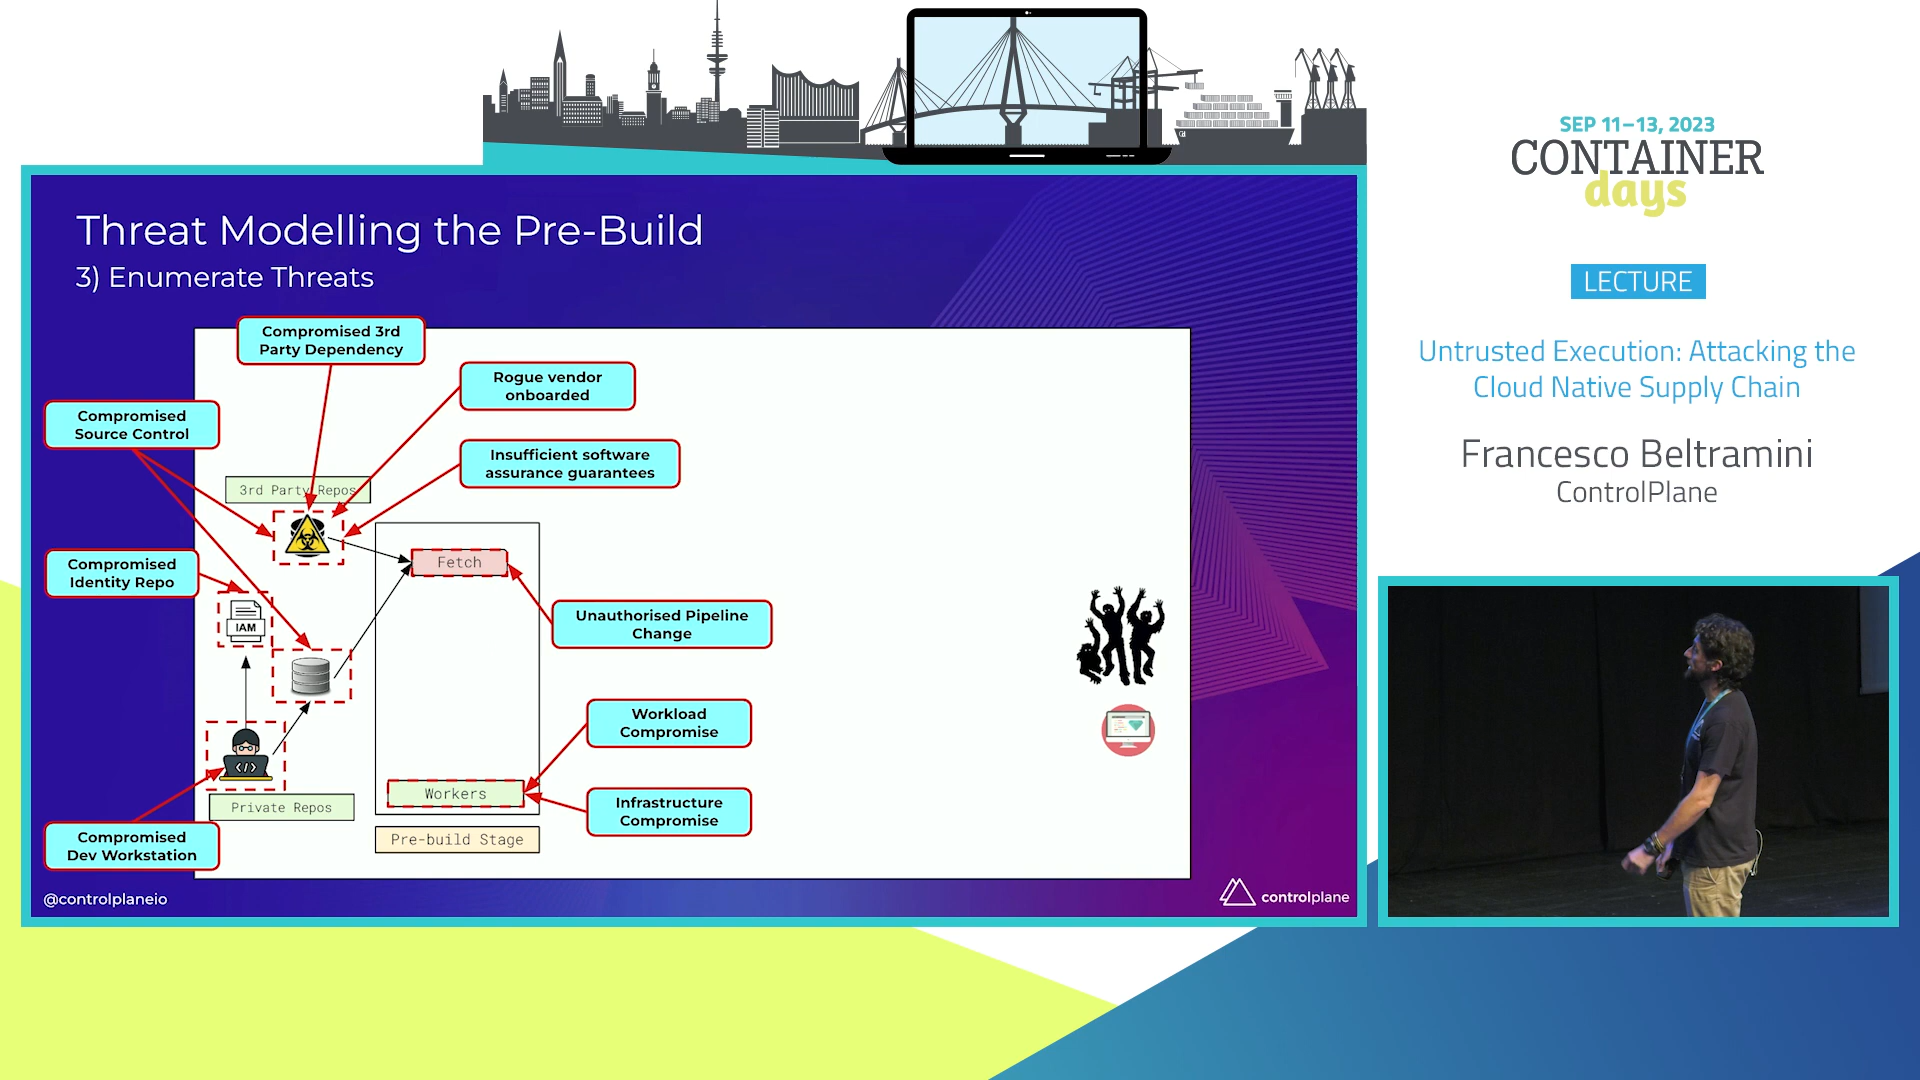 SEP 11–13, 2023
CONTAINER
days
LECTURE
Untrusted Execution: Attacking the
Cloud Native Supply Chain
Francesco Beltramini
ControlPlane
Threat Modelling the Pre-Build
3) Enumerate Threats
Compromised 3rd
Party Dependency
Rogue vendor
onboarded
Compromised
Source Control
Insufficient software
assurance guarantees
3rd Party Repos
Fetch
Compromised
Identity Repo
IAM
Unauthorised Pipeline
Change
Workload
Compromise
</>
Workers
Private Repos
Infrastructure
Compromise
Pre-build Stage
Compromised
Dev Workstation
@controlplaneio
controlplane